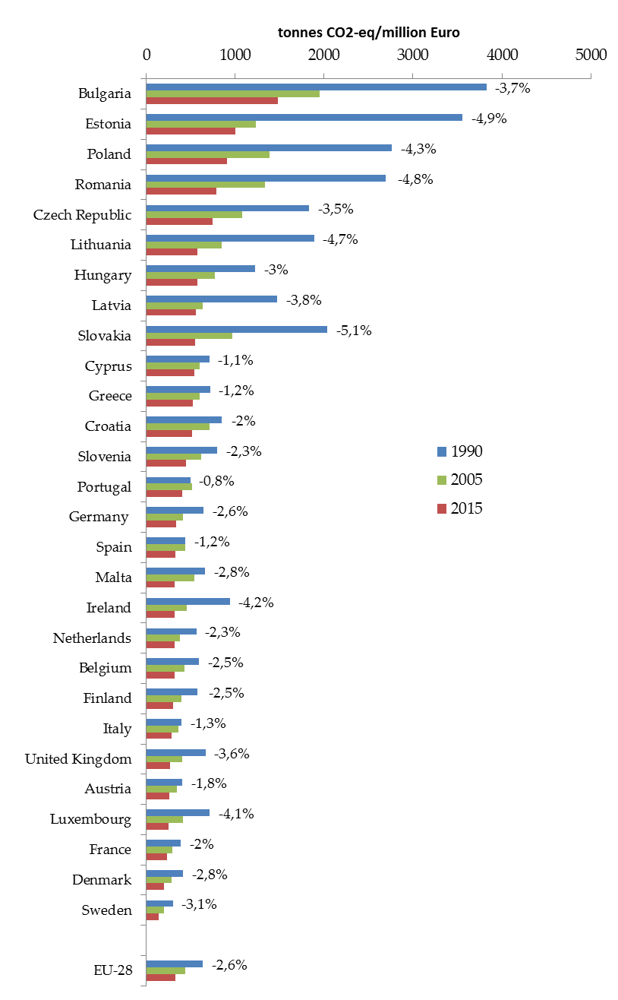 tonnes CO2-eq/million Euro
0 1000 2000 3000 4000 5000
Bulgaria -3,7%
Estonia -4,9%
Poland -4,3%
Romania -4,8%
Czech Republic -3,5%
Lithuania -4,7%
Hungary -3%
Latvia -3,8%
Slovakia -5,1%
Cyprus -1,1%
Greece -1,2%
Croatia -2%
Slovenia -2,3%
1990
2005
2015
Portugal -0,8%
Germany -2,6%
Spain -1,2%
Malta -2,8%
Ireland -4,2%
Netherlands -2,3%
Belgium -2,5%
Finland -2,5%
Italy -1,3%
United Kingdom -3,6%
Austria -1,8%
Luxembourg -4,1%
France -2%
Denmark -2,8%
Sweden -3,1%
EU-28 -2,6%